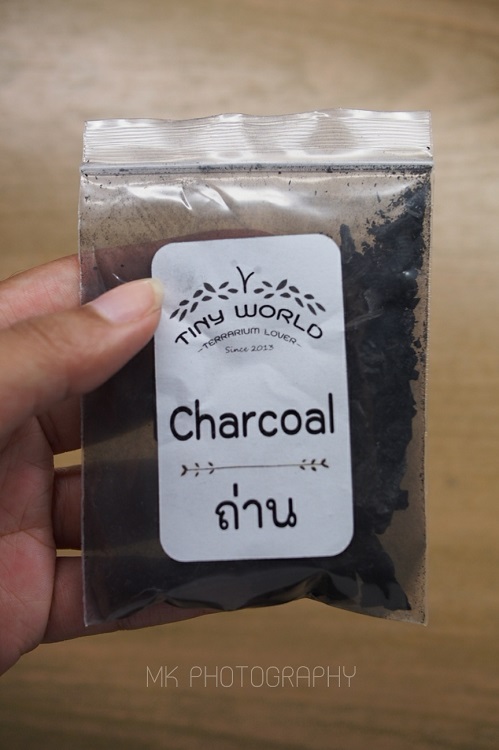 TINY WORLD
-TERRARIUM LOVER-
Since 2013
Charcoal
ถ่าน
MK PHOTOGRAPHY